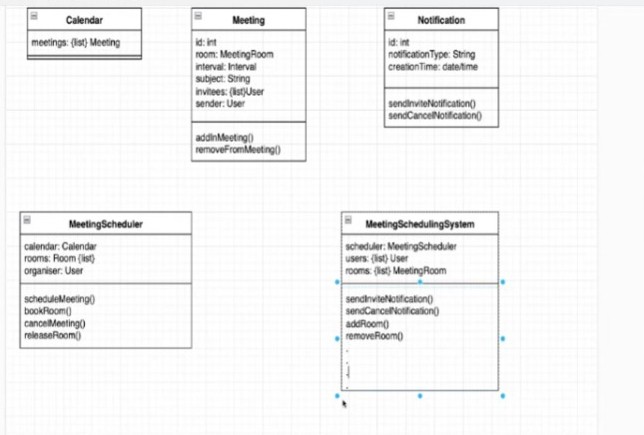 Calendar
meetings: {list} Meeting
Meeting
id: int
room: MeetingRoom
interval: Interval
subject: String
invitees: {list}User
sender: User
addInMeeting()
removeFromMeeting()
Notification
id: int
notificationType: String
creationTime: date/time
sendInviteNotification()
sendCancelNotification()
MeetingScheduler
calendar: Calendar
rooms: Room {list}
organiser: User
scheduleMeeting()
bookRoom()
cancelMeeting()
releaseRoom()
MeetingSchedulingSystem
scheduler: MeetingScheduler
users: {list} User
rooms: {list} MeetingRoom
sendInviteNotification()
sendCancelNotification()
addRoom()
removeRoom()
.
.
.